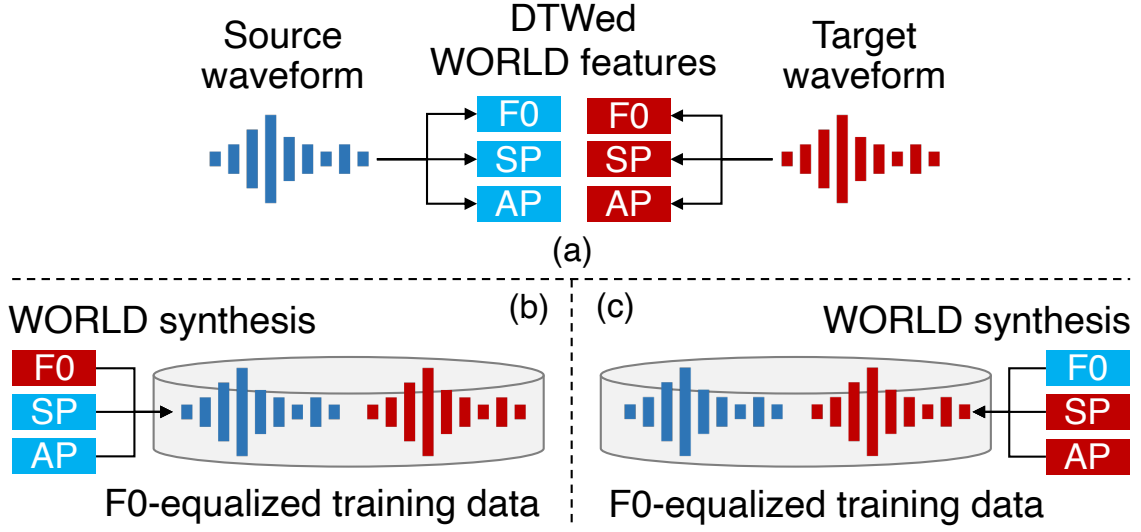 Source
waveform
DTWed
WORLD features
Target
waveform
F0
F0
SP
SP
AP
AP
(a)
(b)
WORLD synthesis
F0
SP
AP
F0-equalized training data
(c)
WORLD synthesis
F0
SP
AP
F0-equalized training data